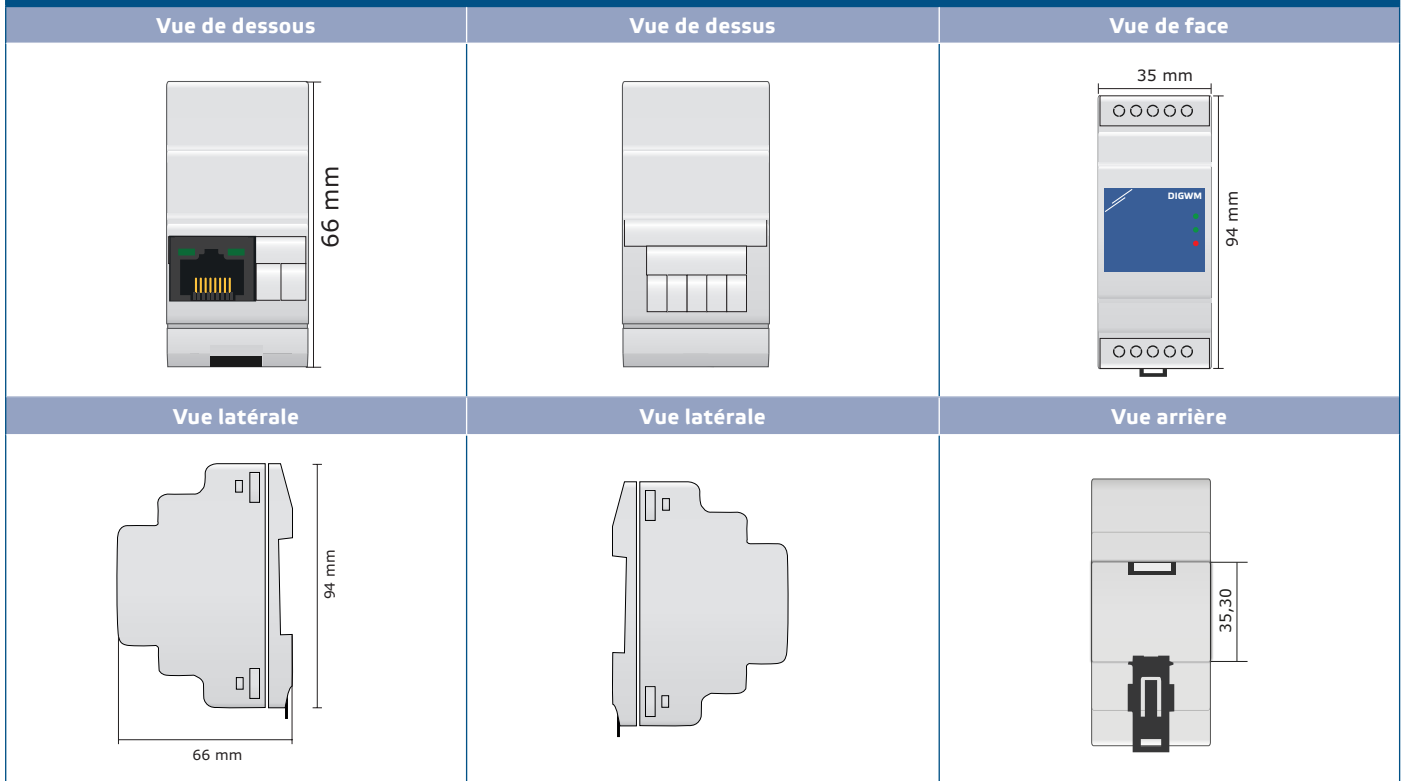 Vue de dessous
Vue de dessus
Vue de face
66 mm
35 mm
DIGWM
94 mm
Vue latérale
Vue latérale
Vue arrière
94 mm
66 mm
35,30